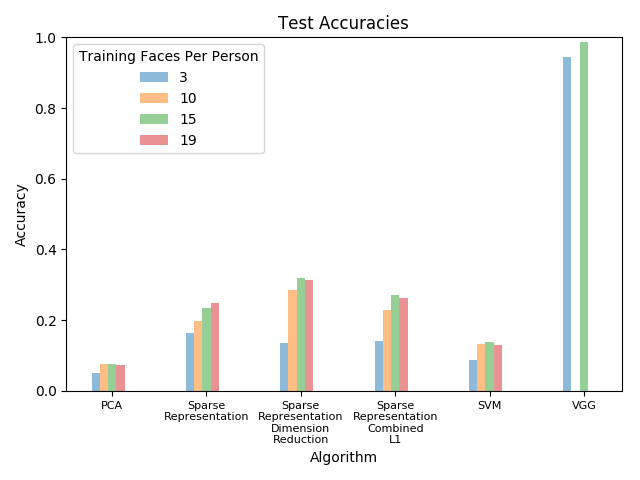 Test Accuracies
Training Faces Per Person
3
10
15
19
1.0
0.8
0.6
0.4
0.2
0.0
Accuracy
PCA
Sparse
Representation
Sparse
Representation
Dimension
Reduction
Sparse
Representation
Combined
L1
SVM
VGG
Algorithm